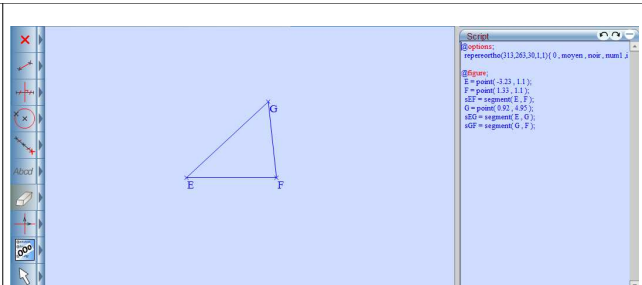 Script
@options;
repereortho(313,263,30,1,1){ 0 , moyen , noir , num1 ,i
@figure;
E = point( -3.23 , 1.1 );
F = point( 1.33 , 1.1 );
sEF = segment( E , F );
G = point( 0.92 , 4.95 );
sEG = segment( E , G );
sGF = segment( G , F );
G
E
F
Abcd